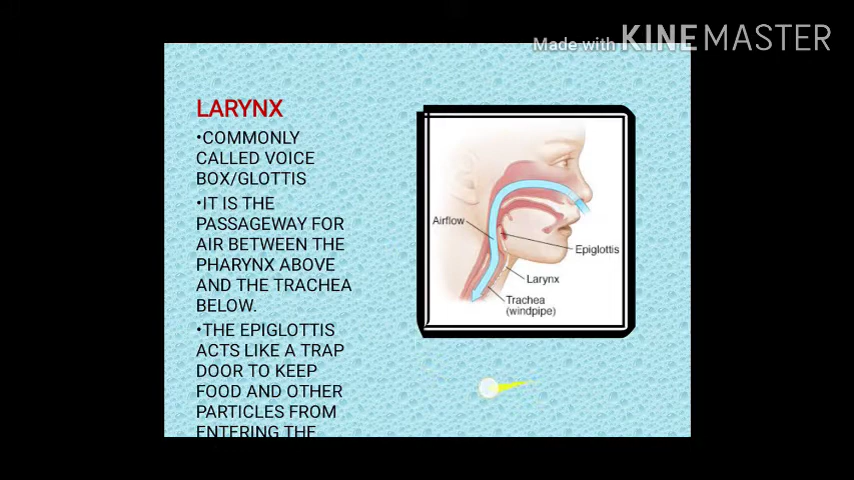 Made with KINEMASTER
LARYNX
•COMMONLY
CALLED VOICE
BOX/GLOTTIS
•IT IS THE
PASSAGEWAY FOR
AIR BETWEEN THE
PHARYNX ABOVE
AND THE TRACHEA
BELOW.
•THE EPIGLOTTIS
ACTS LIKE A TRAP
DOOR TO KEEP
FOOD AND OTHER
PARTICLES FROM
ENTERING THE
Airflow
Epiglottis
Larynx
Trachea
(windpipe)